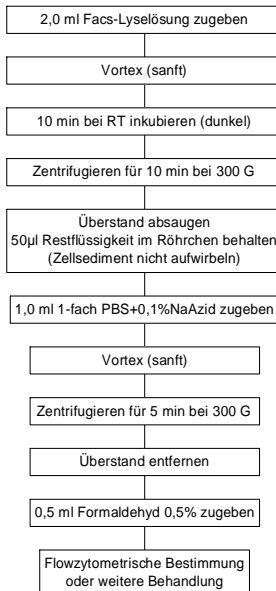 2,0 ml Facs-Lyselösung zugeben
Vortex (sanft)
10 min bei RT inkubieren (dunkel)
Zentrifugieren für 10 min bei 300 G
Überstand absaugen
50µl Restflüssigkeit im Röhrchen behalten
(Zellsediment nicht aufwirbeln)
1,0 ml 1-fach PBS+0,1%NaAzid zugeben
Vortex (sanft)
Zentrifugieren für 5 min bei 300 G
Überstand entfernen
0,5 ml Formaldehyd 0,5% zugeben
Flowzytometrische Bestimmung
oder weitere Behandlung